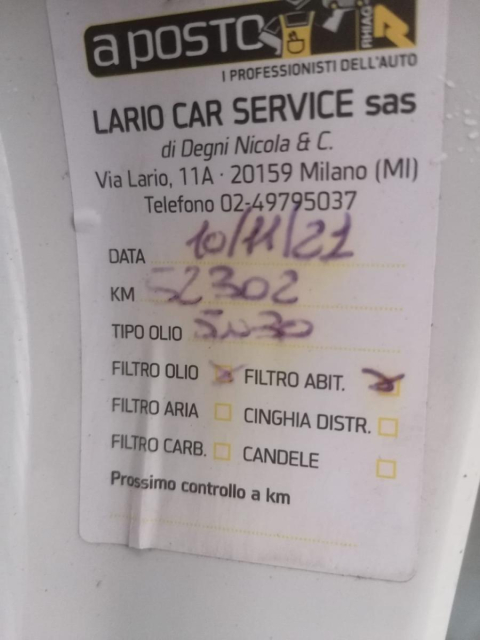 a posto
RHIAG
I PROFESSIONISTI DELL'AUTO
LARIO CAR SERVICE sas
di Degni Nicola & C.
Via Lario, 11A · 20159 Milano (MI)
Telefono 02-49795037
DATA 10/11/21
KM 52302
TIPO OLIO 5w30
FILTRO OLIO x FILTRO ABIT. x
FILTRO ARIA CINGHIA DISTR.
FILTRO CARB. CANDELE
Prossimo controllo a km